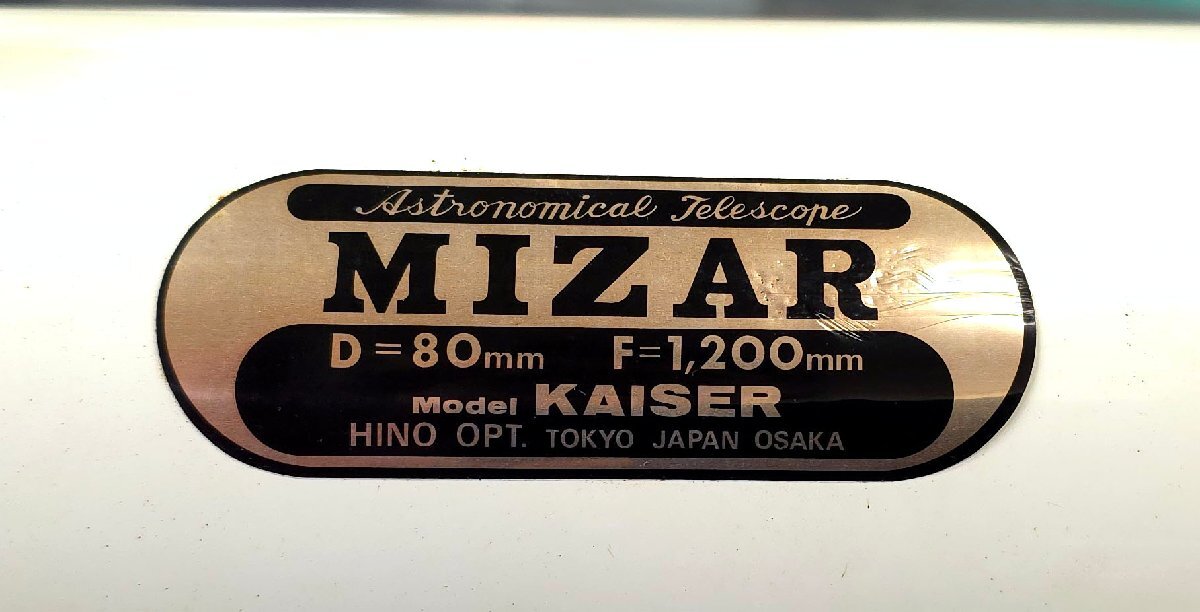 Astronomical Telescope
MIZAR
D=80mm F=1,200mm
Model KAISER
HINO OPT. TOKYO JAPAN OSAKA